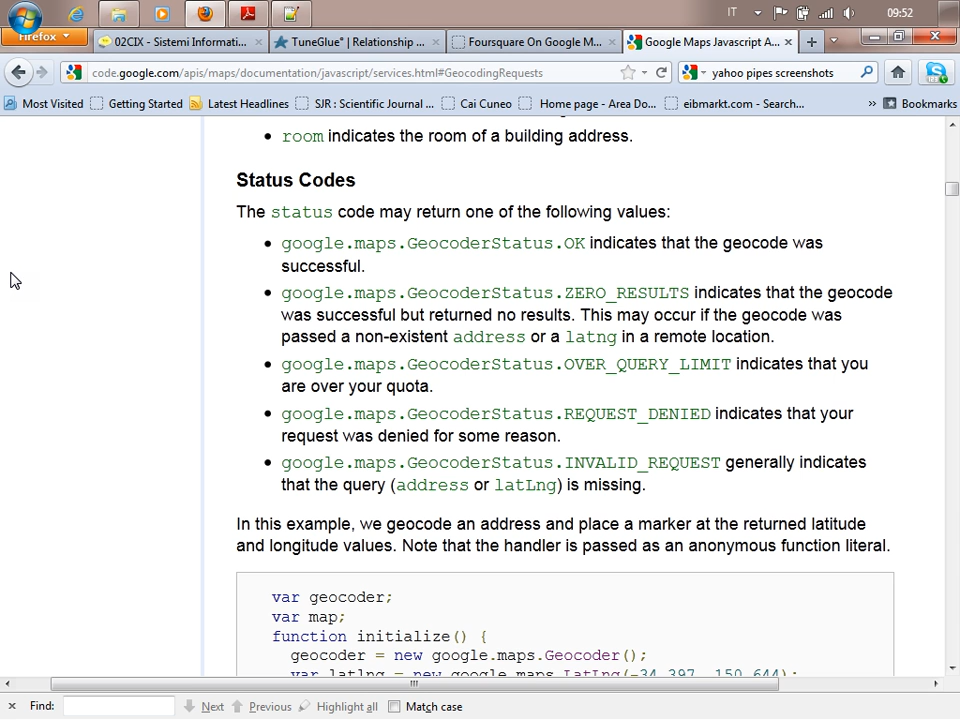 IT
09:52
Firefox
02CIX - Sistemi Informati...
TuneGlue° | Relationship ...
Foursquare On Google M...
Google Maps Javascript A...
code.google.com/apis/maps/documentation/javascript/services.html#GeocodingRequests
yahoo pipes screenshots
Most Visited
Getting Started
Latest Headlines
SJR : Scientific Journal ...
Cai Cuneo
Home page - Area Do...
eibmarkt.com - Search...
»
Bookmarks
room indicates the room of a building address.
Status Codes
The status code may return one of the following values:
google.maps.GeocoderStatus.OK indicates that the geocode was
successful.
google.maps.GeocoderStatus.ZERO_RESULTS indicates that the geocode
was successful but returned no results. This may occur if the geocode was
passed a non-existent address or a latng in a remote location.
google.maps.GeocoderStatus.OVER_QUERY_LIMIT indicates that you
are over your quota.
google.maps.GeocoderStatus.REQUEST_DENIED indicates that your
request was denied for some reason.
google.maps.GeocoderStatus.INVALID_REQUEST generally indicates
that the query (address or latLng) is missing.
In this example, we geocode an address and place a marker at the returned latitude
and longitude values. Note that the handler is passed as an anonymous function literal.
var geocoder;
var map;
function initialize() {
geocoder = new google.maps.Geocoder();
var latlng = new google.maps.LatLng(-34.397, 150.644);
Find:
Next
Previous
Highlight all
Match case